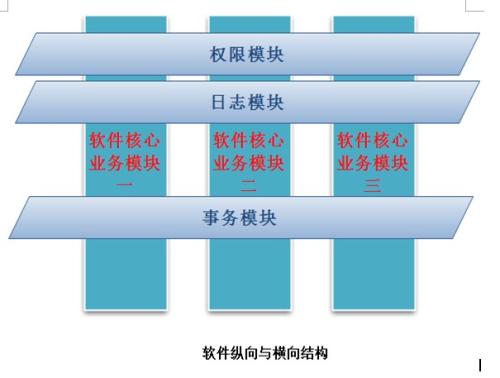 权限模块
日志模块
软件核心
业务模块
一
软件核心
业务模块
二
软件核心
业务模块
三
事务模块
软件纵向与横向结构